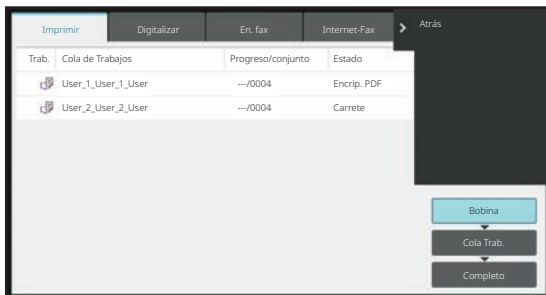 Imprimir Digitalizar En. fax Internet-Fax Atrás
Trab. Cola de Trabajos Progreso/conjunto Estado
User_1_User_1_User ---/0004 Encrip. PDF
User_2_User_2_User ---/0004 Carrete
Bobina
Cola Trab.
Completo